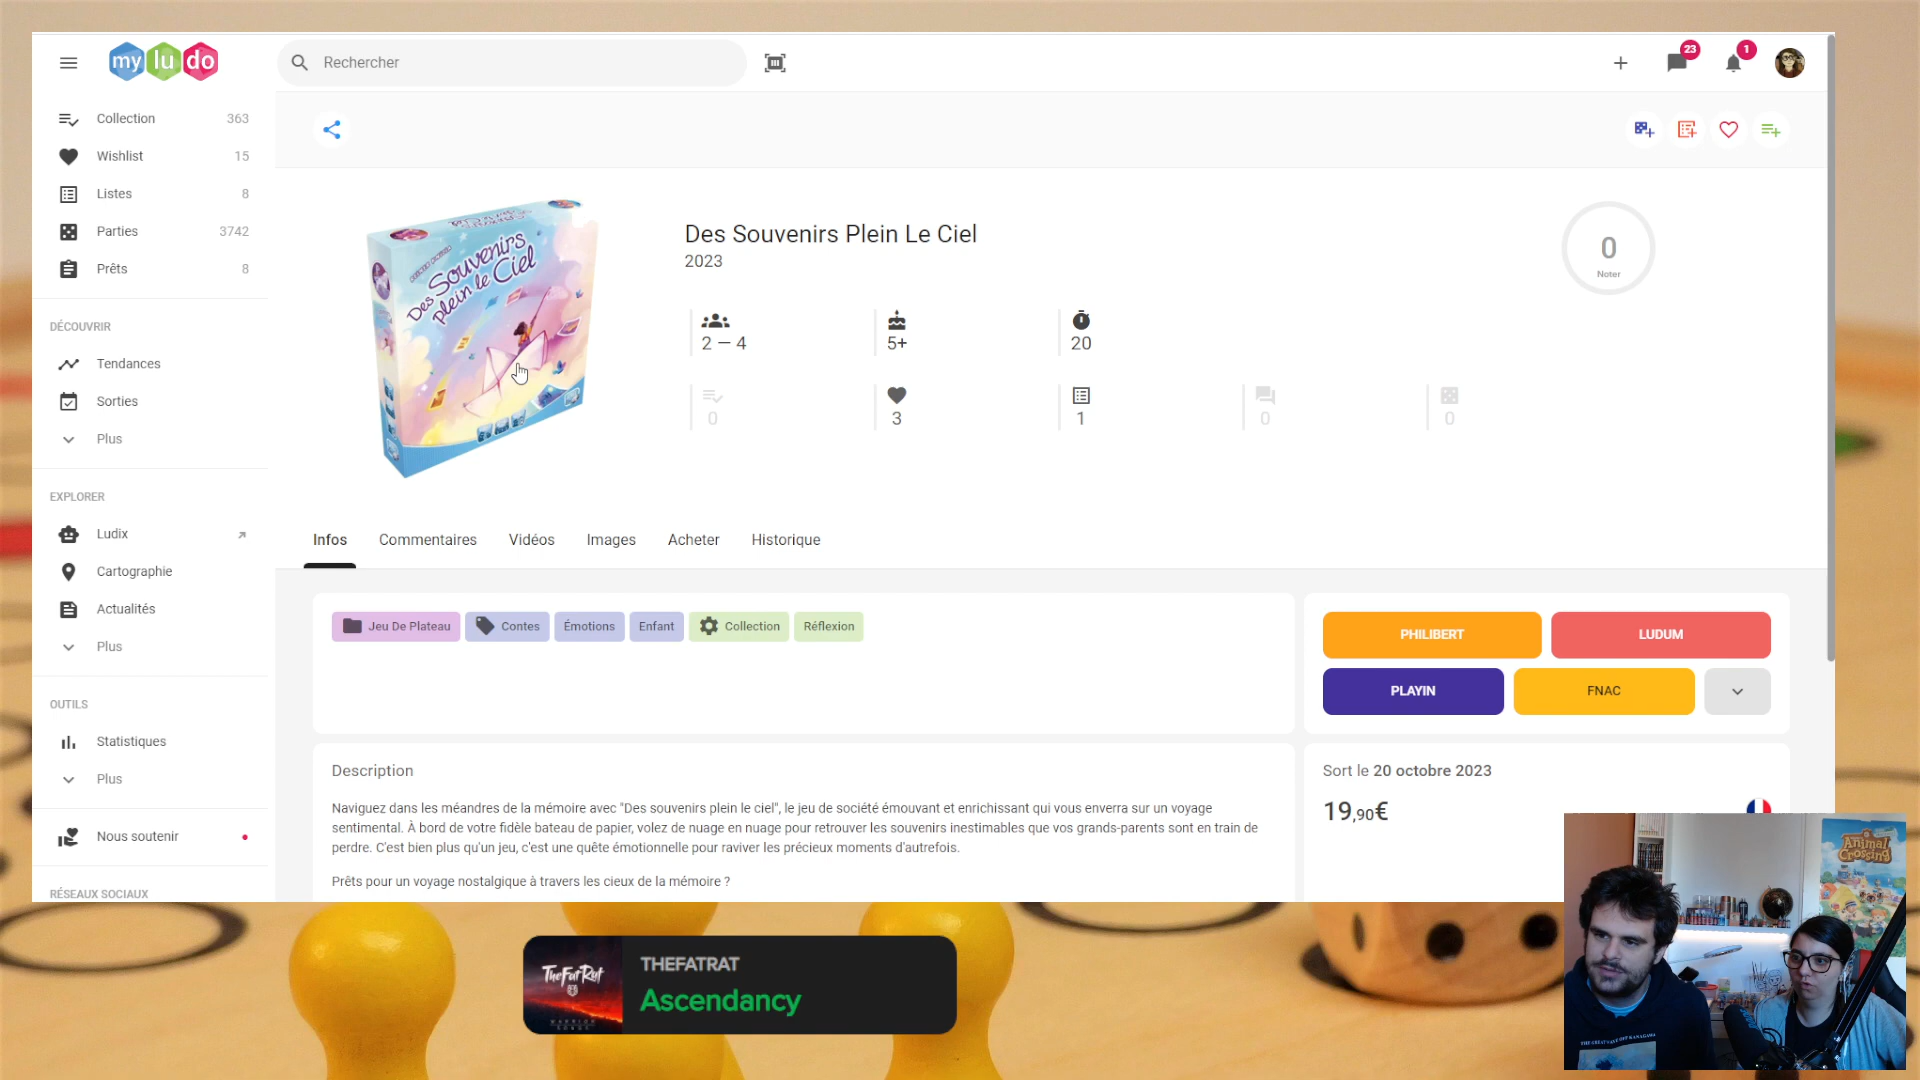 my lu do
Rechercher
23
1
Collection 363
Wishlist 15
Listes 8
Parties 3742
Prêts 8
DÉCOUVRIR
Tendances
Sorties
Plus
EXPLORER
Ludix
Cartographie
Actualités
Plus
OUTILS
Statistiques
Plus
Nous soutenir
RÉSEAUX SOCIAUX
Des Souvenirs
plein le Ciel
Des Souvenirs Plein Le Ciel
2023
0
Noter
2 — 4
5+
20
0
3
1
0
0
Infos
Commentaires
Vidéos
Images
Acheter
Historique
Jeu De Plateau
Contes
Émotions
Enfant
Collection
Réflexion
PHILIBERT
LUDUM
PLAYIN
FNAC
Description
Naviguez dans les méandres de la mémoire avec "Des souvenirs plein le ciel", le jeu de société émouvant et enrichissant qui vous enverra sur un voyage
sentimental. À bord de votre fidèle bateau de papier, volez de nuage en nuage pour retrouver les souvenirs inestimables que vos grands-parents sont en train de
perdre. C'est bien plus qu'un jeu, c'est une quête émotionnelle pour raviver les précieux moments d'autrefois.
Prêts pour un voyage nostalgique à travers les cieux de la mémoire ?
Sort le 20 octobre 2023
19,90€
Animal
Crossing
TheFatRat
THEFATRAT
Ascendancy